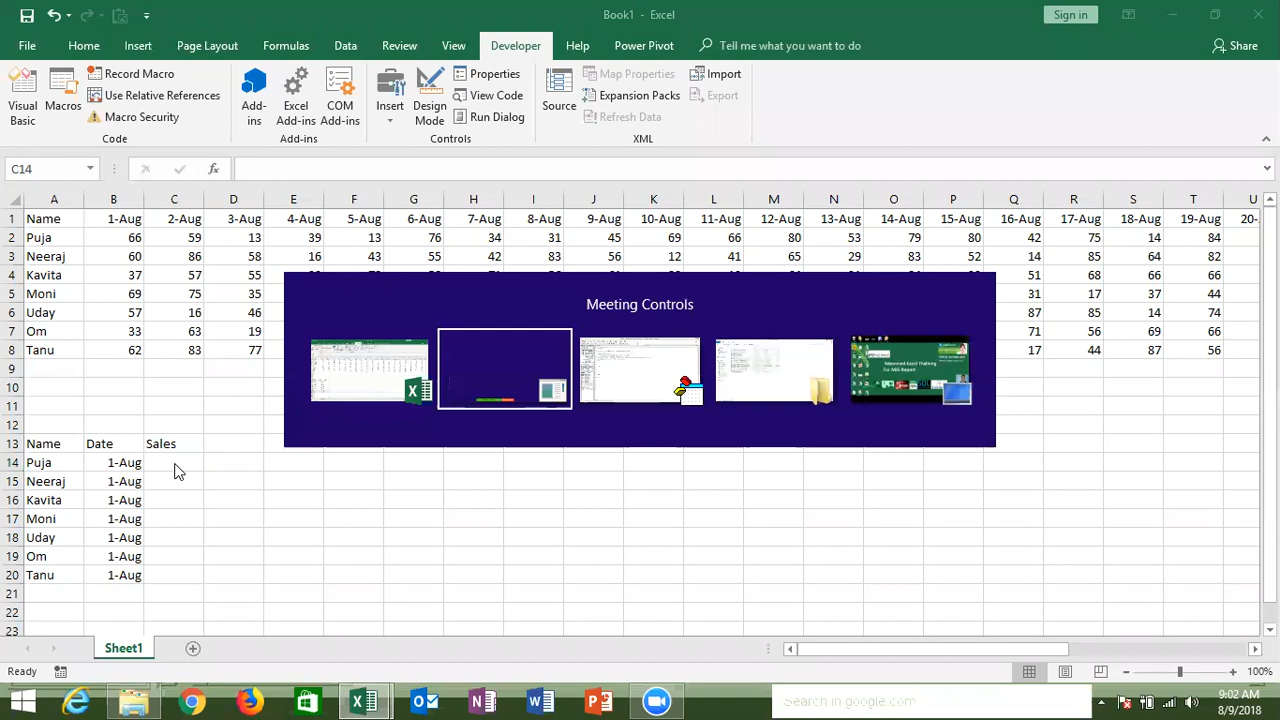 Book1 - Excel
Sign in
File Home Insert Page Layout Formulas Data Review View Developer Help Power Pivot Tell me what you want to do Share
Visual Basic
Macros
Record Macro
Use Relative References
Macro Security
Code
Add-ins
Excel Add-ins
COM Add-ins
Add-ins
Insert
Design Mode
Properties
View Code
Run Dialog
Controls
Source
Map Properties
Expansion Packs
Refresh Data
Import
Export
XML
C14
fx
A B C D E F G H I J K L M N O P Q R S T U
1 Name 1-Aug 2-Aug 3-Aug 4-Aug 5-Aug 6-Aug 7-Aug 8-Aug 9-Aug 10-Aug 11-Aug 12-Aug 13-Aug 14-Aug 15-Aug 16-Aug 17-Aug 18-Aug 19-Aug 20-
2 Puja 66 59 13 39 13 76 34 31 45 69 66 80 53 79 80 42 75 14 84
3 Neeraj 60 86 58 16 43 55 42 83 56 12 41 65 29 83 52 14 85 64 82
4 Kavita 37 57 55 51 68 66 66
5 Moni 69 75 35 31 17 37 44
6 Uday 57 16 46 87 85 14 74
7 Om 33 63 19 71 56 69 66
8 Tanu 62 83 77 17 44 87 56
Meeting Controls
Advanced Excel Training
For MIS Report
9
10
11
12
13 Name Date Sales
14 Puja 1-Aug
15 Neeraj 1-Aug
16 Kavita 1-Aug
17 Moni 1-Aug
18 Uday 1-Aug
19 Om 1-Aug
20 Tanu 1-Aug
21
22
23
Sheet1
Ready
100%
Search in google.com
9:02 AM
8/9/2018